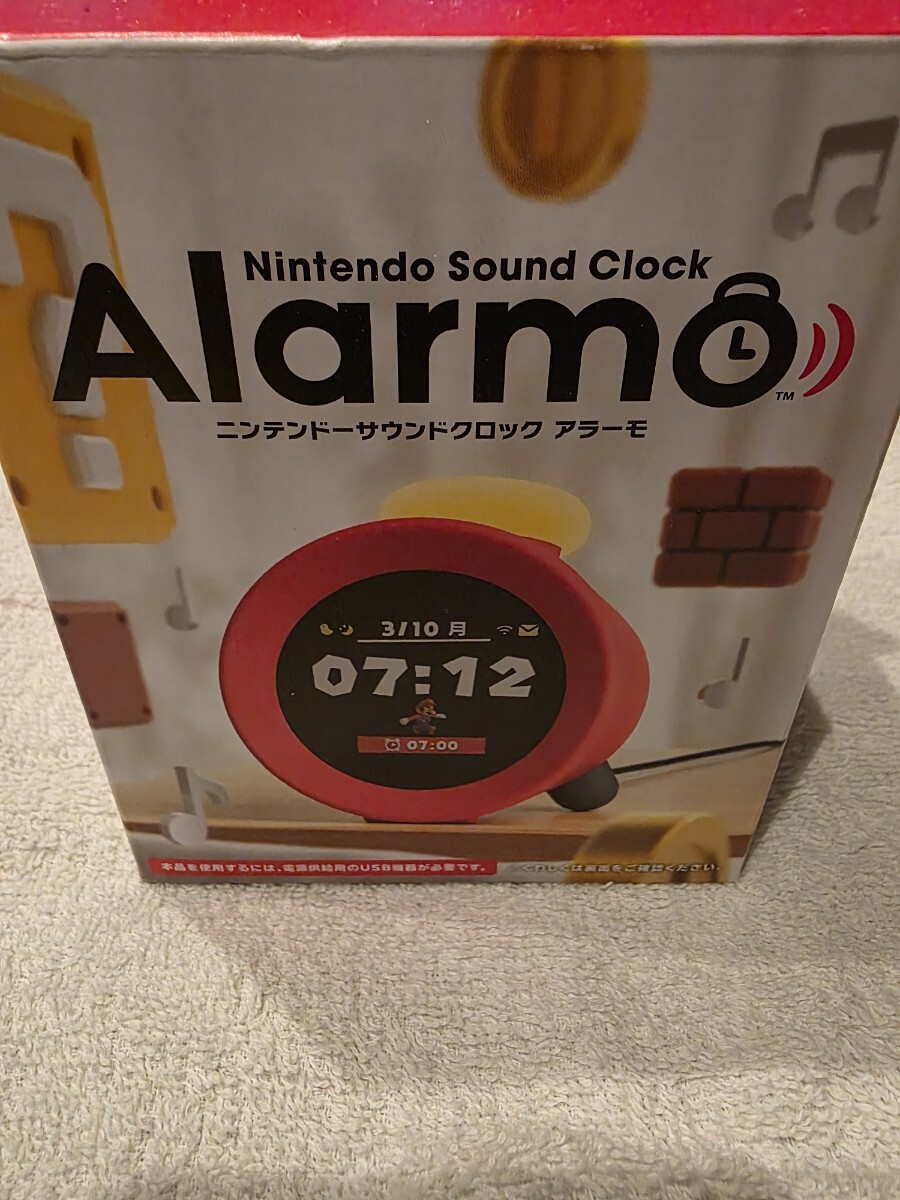 Nintendo Sound Clock
Alarmo
TM
ニンテンドーサウンドクロック アラーモ
3/10 月
07:12
07:00
本品を使用するには、電源供給用のUSB機器が必要です。
くわしくは裏面をご確認ください。